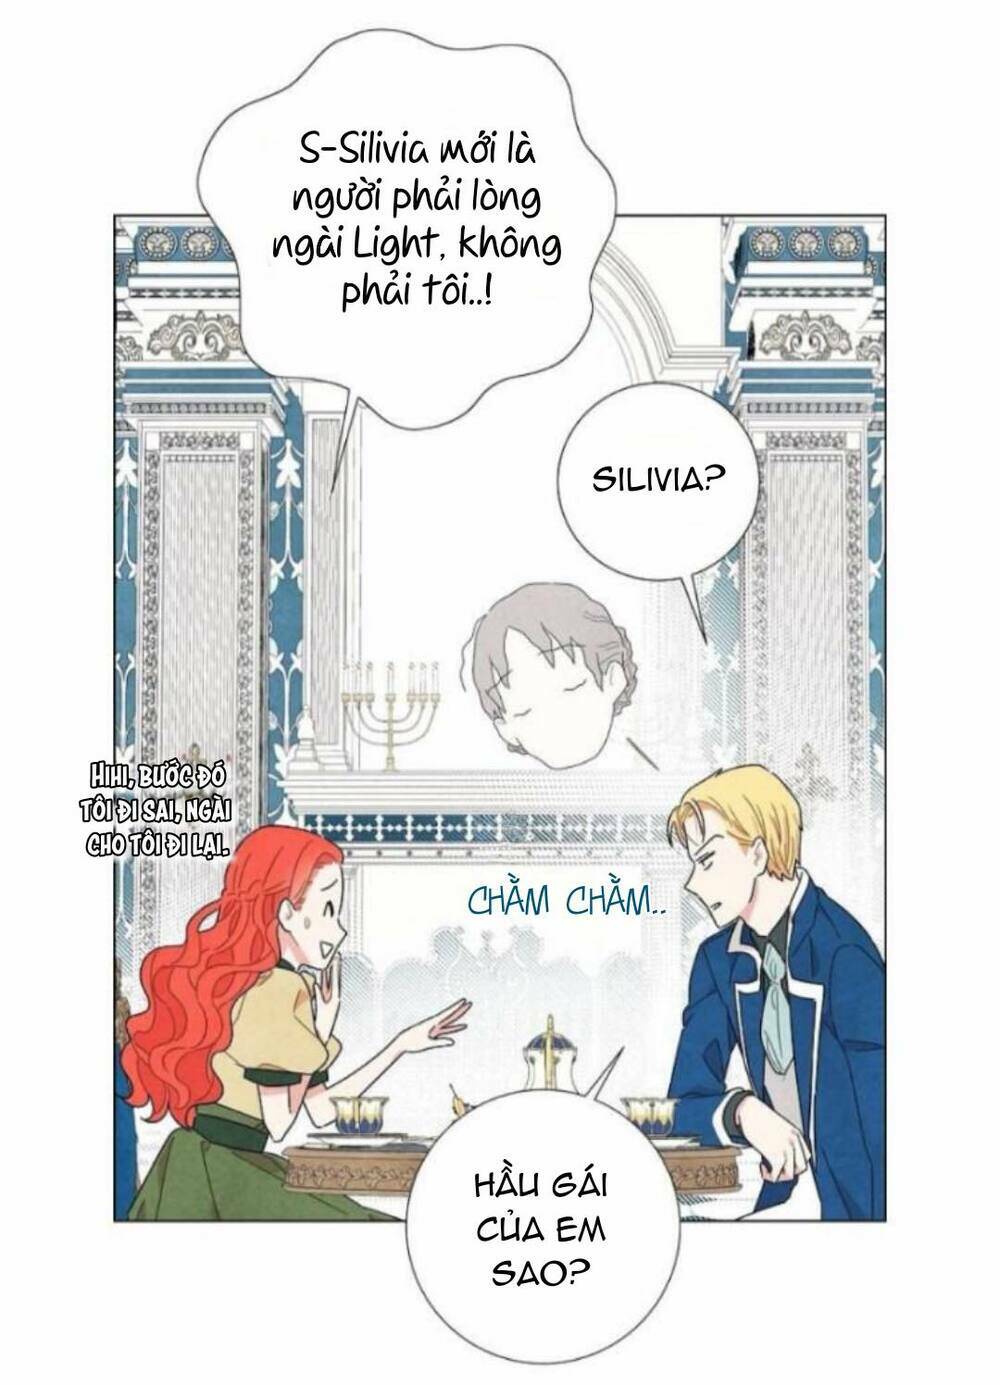 S-Silivia mới là
người phải lòng
ngài Light, không
phải tôi..!
SILIVIA?
Hihi, bước đó
tôi đi sai, ngài
cho tôi đi lại.
CHẰM CHẰM..
HẦU GÁI
CỦA EM
SAO?